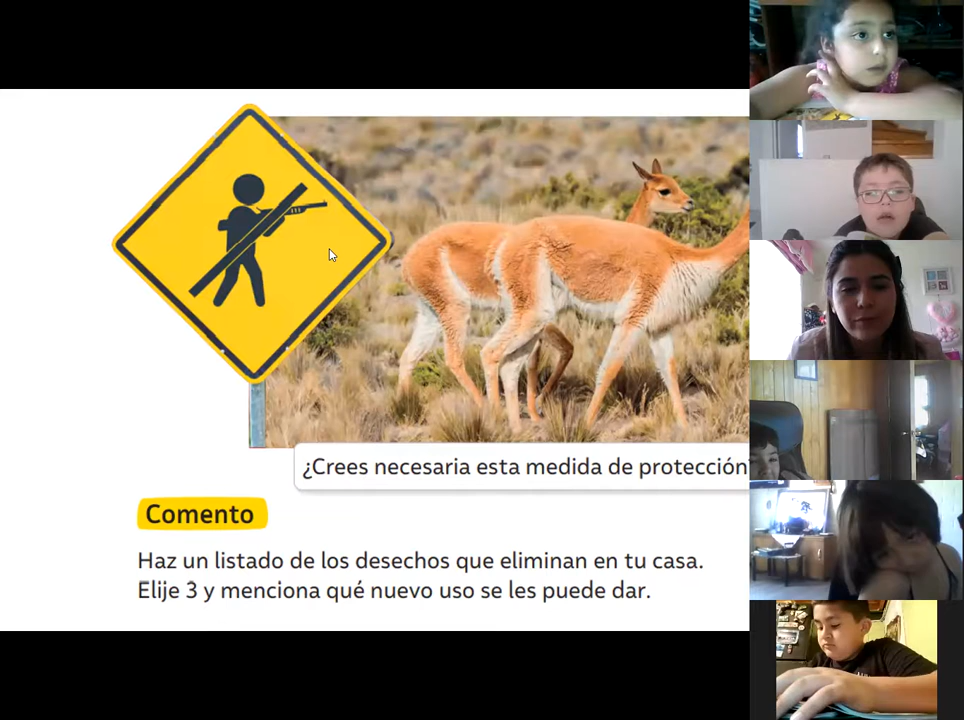 ¿Crees necesaria esta medida de protección
Comento
Haz un listado de los desechos que eliminan en tu casa.
Elije 3 y menciona qué nuevo uso se les puede dar.